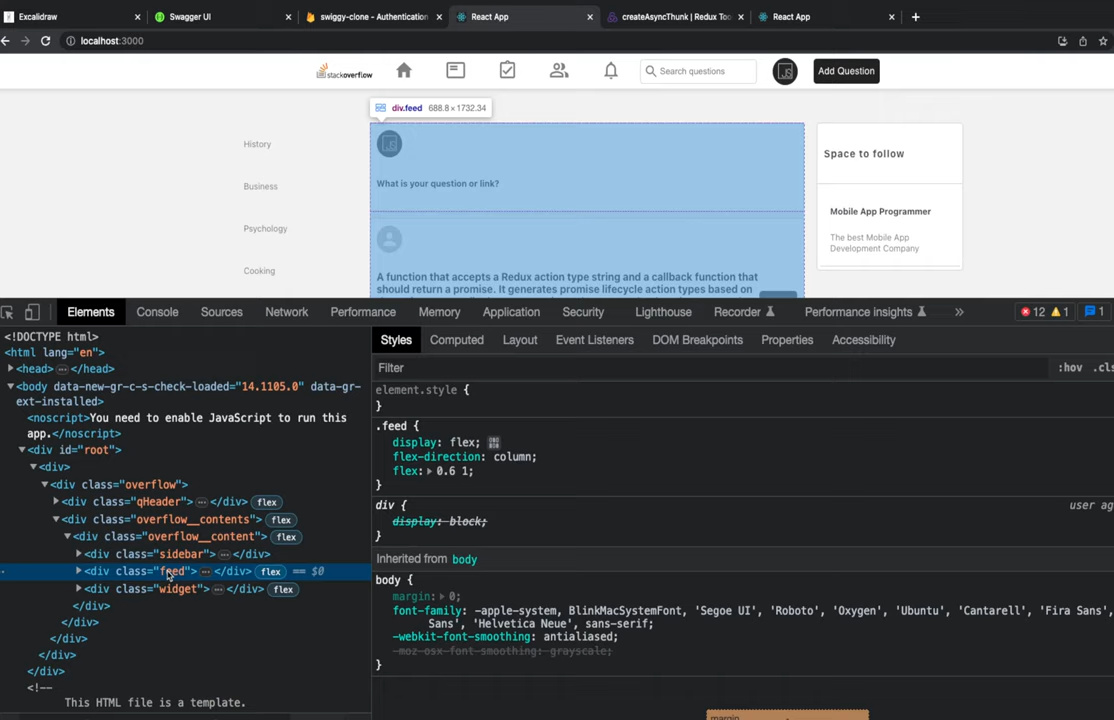 Excalidraw
Swagger UI
swiggy-clone - Authentication
React App
createAsyncThunk | Redux Too
React App
localhost:3000
stackoverflow
Search questions
Add Question
div.feed 688.8×1732.34
History
Business
Psychology
Cooking
What is your question or link?
A function that accepts a Redux action type string and a callback function that
should return a promise. It generates promise lifecycle action types based on
Space to follow
Mobile App Programmer
The best Mobile App
Development Company
Elements
Console
Sources
Network
Performance
Memory
Application
Security
Lighthouse
Recorder
Performance insights
»
12
1
1
<!DOCTYPE html>
<html lang="en">
<head>…</head>
<body data-new-gr-c-s-check-loaded="14.1105.0" data-gr-
ext-installed>
<noscript>You need to enable JavaScript to run this
app.</noscript>
<div id="root">
<div>
<div class="overflow">
<div class="qHeader">…</div> flex
<div class="overflow__contents"> flex
<div class="overflow__content"> flex
<div class="sidebar">…</div>
<div class="feed">…</div> flex == $0
<div class="widget">…</div> flex
</div>
</div>
</div>
</div>
</div>
<!--
This HTML file is a template.
Styles
Computed
Layout
Event Listeners
DOM Breakpoints
Properties
Accessibility
Filter
:hov .cls
element.style {
}
.feed {
display: flex;
flex-direction: column;
flex: 0.6 1;
}
div {
user ag
display: block;
}
Inherited from body
body {
margin: 0;
font-family: -apple-system, BlinkMacSystemFont, 'Segoe UI', 'Roboto', 'Oxygen', 'Ubuntu', 'Cantarell', 'Fira Sans',
Sans', 'Helvetica Neue', sans-serif;
-webkit-font-smoothing: antialiased;
-moz-osx-font-smoothing: grayscale;
}
margin